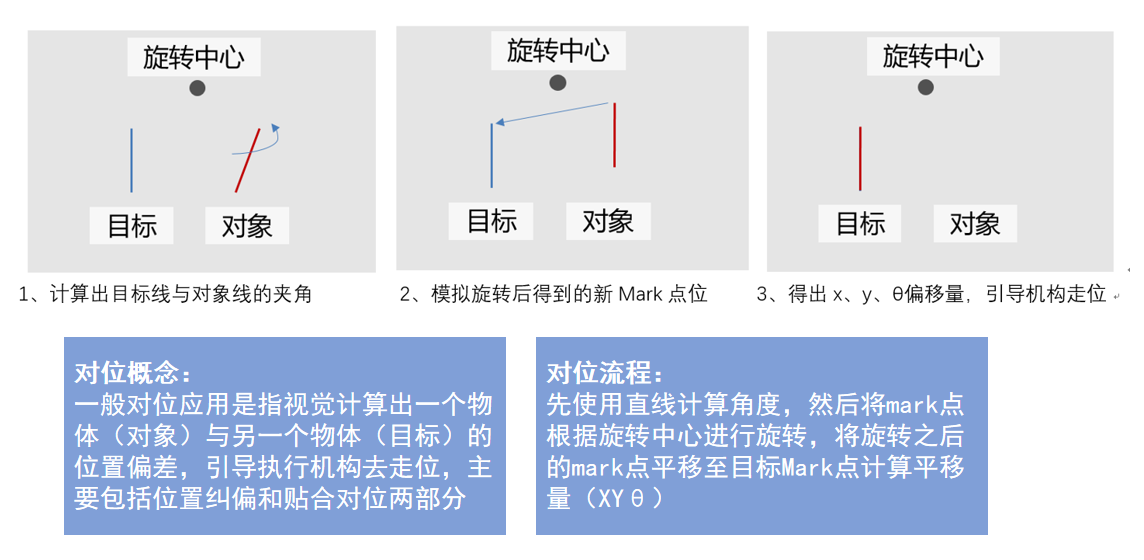 旋转中心
目标
对象
1、计算出目标线与对象线的夹角
旋转中心
目标
对象
2、模拟旋转后得到的新 Mark 点位
旋转中心
目标
对象
3、得出 x、y、θ偏移量，引导机构走位
对位概念：
一般对位应用是指视觉计算出一个物
体（对象）与另一个物体（目标）的
位置偏差，引导执行机构去走位，主
要包括位置纠偏和贴合对位两部分
对位流程：
先使用直线计算角度，然后将mark点
根据旋转中心进行旋转，将旋转之后
的mark点平移至目标Mark点计算平移
量（XYθ）